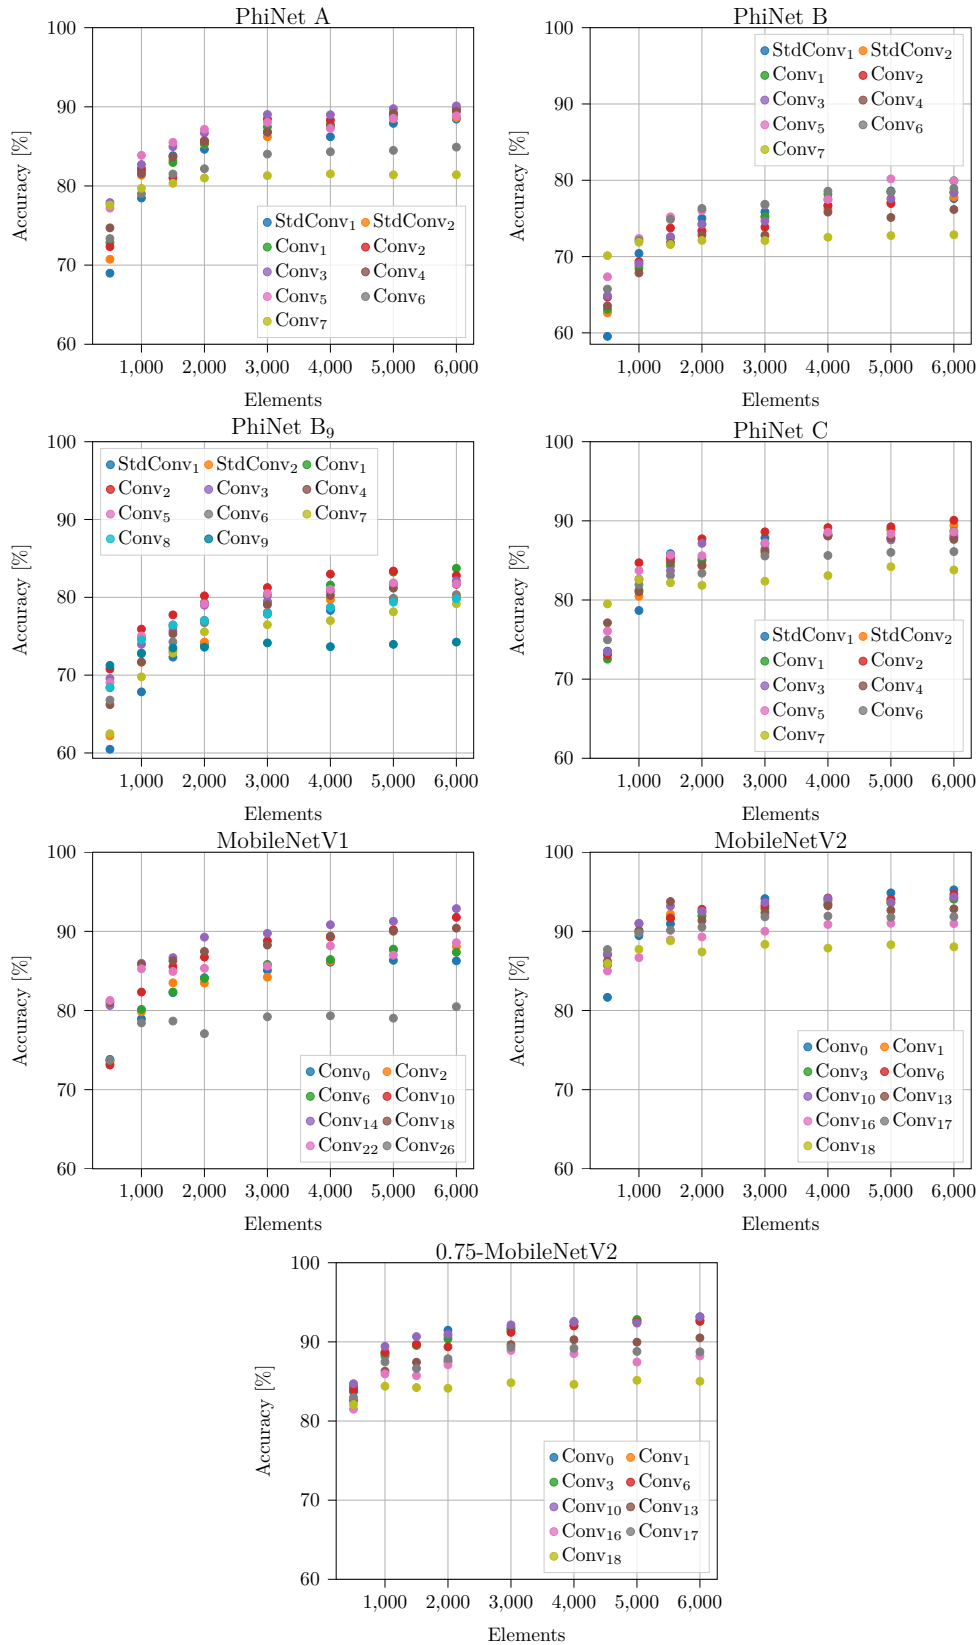 PhiNet A
100
90
80
70
60
Accuracy [%]
StdConv₁ StdConv₂
Conv₁ Conv₂
Conv₃ Conv₄
Conv₅ Conv₆
Conv₇
1,000 2,000 3,000 4,000 5,000 6,000
Elements
PhiNet B
100
90
80
70
60
Accuracy [%]
StdConv₁ StdConv₂
Conv₁ Conv₂
Conv₃ Conv₄
Conv₅ Conv₆
Conv₇
1,000 2,000 3,000 4,000 5,000 6,000
Elements
PhiNet B₉
100
90
80
70
60
Accuracy [%]
StdConv₁ StdConv₂ Conv₁
Conv₂ Conv₃ Conv₄
Conv₅ Conv₆ Conv₇
Conv₈ Conv₉
1,000 2,000 3,000 4,000 5,000 6,000
Elements
PhiNet C
100
90
80
70
60
Accuracy [%]
StdConv₁ StdConv₂
Conv₁ Conv₂
Conv₃ Conv₄
Conv₅ Conv₆
Conv₇
1,000 2,000 3,000 4,000 5,000 6,000
Elements
MobileNetV1
100
90
80
70
60
Accuracy [%]
Conv₀ Conv₂
Conv₆ Conv₁₀
Conv₁₄ Conv₁₈
Conv₂₂ Conv₂₆
1,000 2,000 3,000 4,000 5,000 6,000
Elements
MobileNetV2
100
90
80
70
60
Accuracy [%]
Conv₀ Conv₁
Conv₃ Conv₆
Conv₁₀ Conv₁₃
Conv₁₆ Conv₁₇
Conv₁₈
1,000 2,000 3,000 4,000 5,000 6,000
Elements
0.75-MobileNetV2
100
90
80
70
60
Accuracy [%]
Conv₀ Conv₁
Conv₃ Conv₆
Conv₁₀ Conv₁₃
Conv₁₆ Conv₁₇
Conv₁₈
1,000 2,000 3,000 4,000 5,000 6,000
Elements